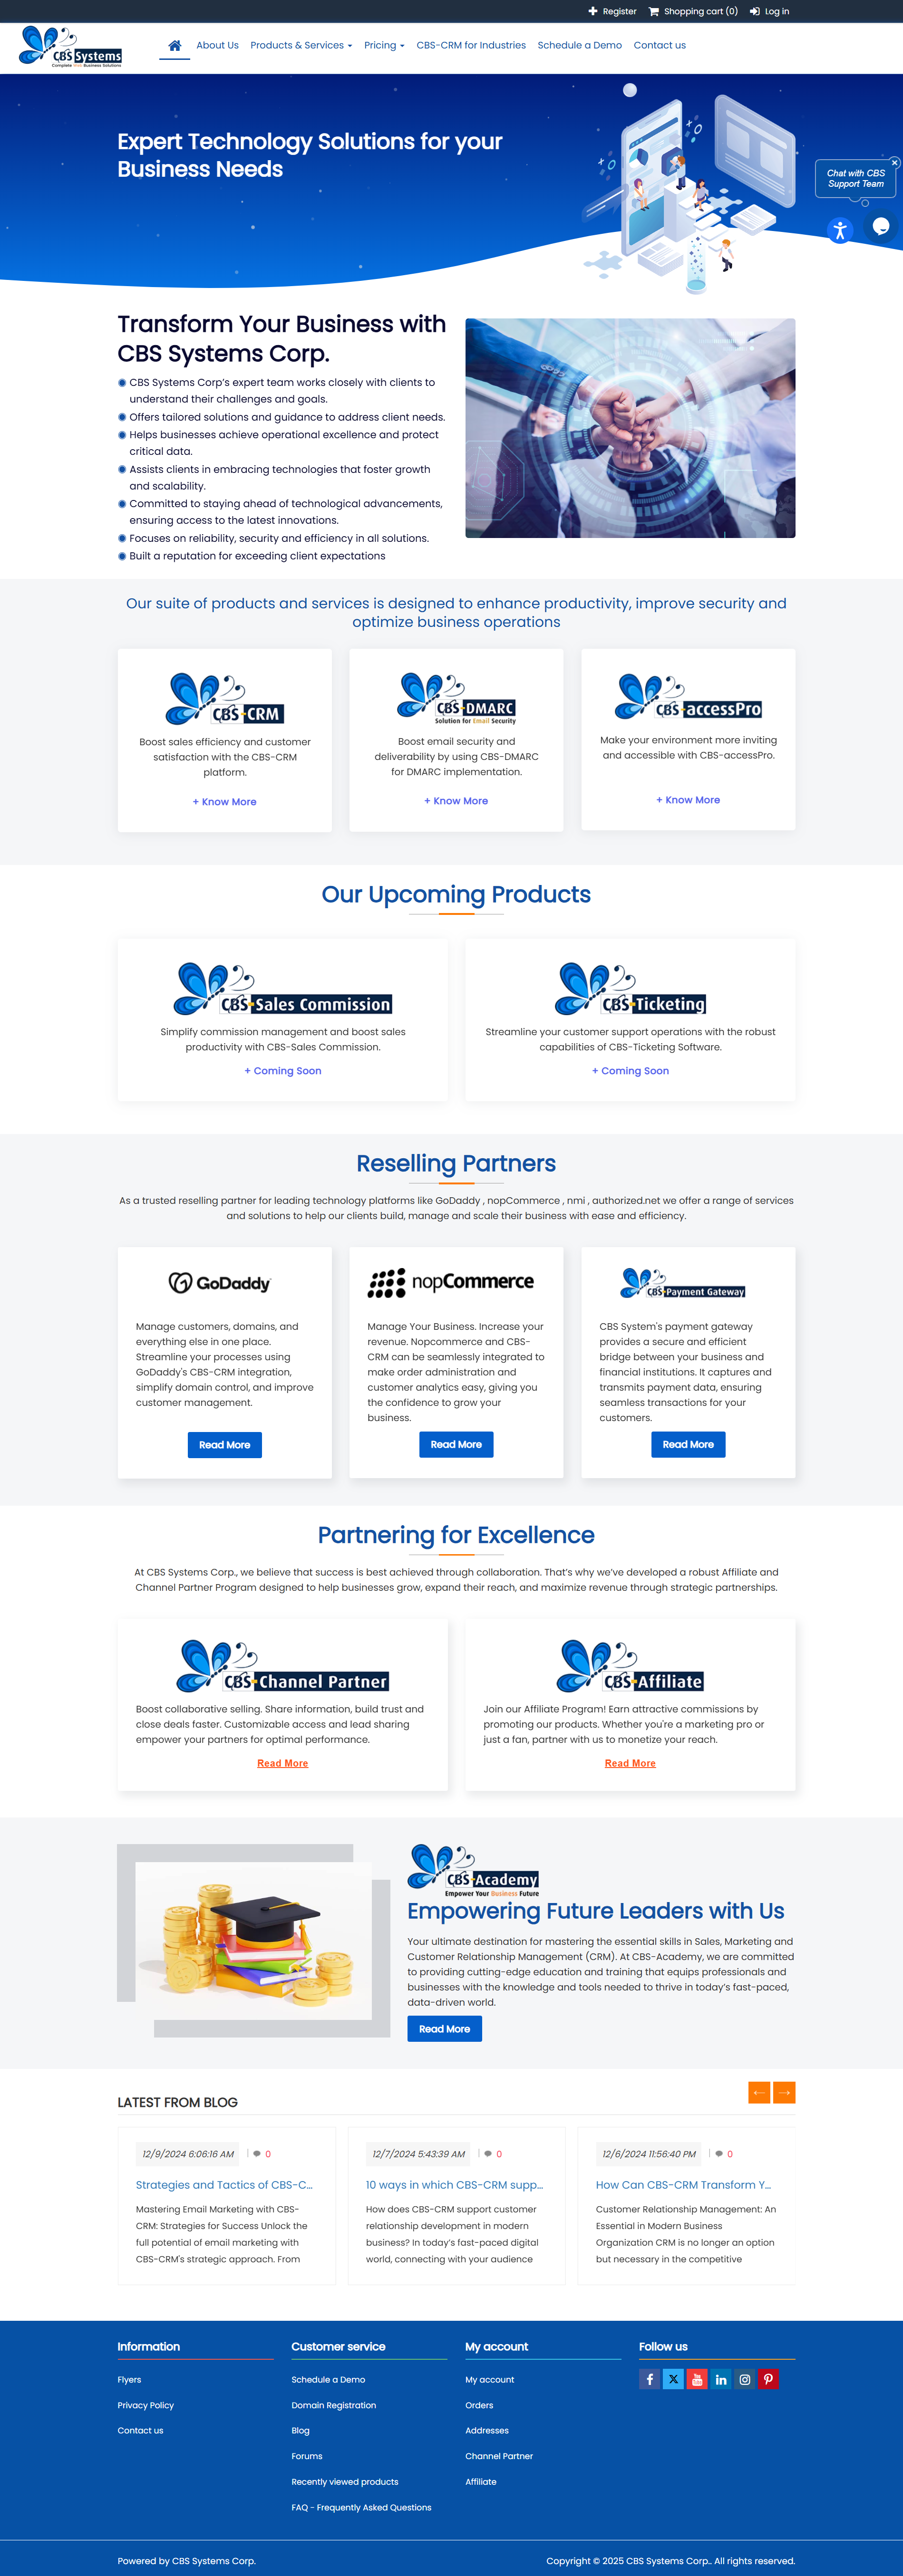 Register
Shopping cart (0)
Log in
CBS Systems
Complete Web Business Solutions
About Us
Products & Services
Pricing
CBS-CRM for Industries
Schedule a Demo
Contact us
Expert Technology Solutions for your
Business Needs
Chat with CBS
Support Team
Transform Your Business with
CBS Systems Corp.
CBS Systems Corp's expert team works closely with clients to
understand their challenges and goals.
Offers tailored solutions and guidance to address client needs.
Helps businesses achieve operational excellence and protect
critical data.
Assists clients in embracing technologies that foster growth
and scalability.
Committed to staying ahead of technological advancements,
ensuring access to the latest innovations.
Focuses on reliability, security and efficiency in all solutions.
Built a reputation for exceeding client expectations
Our suite of products and services is designed to enhance productivity, improve security and
optimize business operations
CBS-CRM
Boost sales efficiency and customer
satisfaction with the CBS-CRM
platform.
+ Know More
CBS-DMARC
Solution for Email Security
Boost email security and
deliverability by using CBS-DMARC
for DMARC implementation.
+ Know More
CBS-accessPro
Make your environment more inviting
and accessible with CBS-accessPro.
+ Know More
Our Upcoming Products
CBS-Sales Commission
Simplify commission management and boost sales
productivity with CBS-Sales Commission.
+ Coming Soon
CBS-Ticketing
Streamline your customer support operations with the robust
capabilities of CBS-Ticketing Software.
+ Coming Soon
Reselling Partners
As a trusted reselling partner for leading technology platforms like GoDaddy , nopCommerce , nmi , authorized.net we offer a range of services
and solutions to help our clients build, manage and scale their business with ease and efficiency.
GoDaddy
Manage customers, domains, and
everything else in one place.
Streamline your processes using
GoDaddy's CBS-CRM integration,
simplify domain control, and improve
customer management.
Read More
nopCommerce
Manage Your Business. Increase your
revenue. Nopcommerce and CBS-
CRM can be seamlessly integrated to
make order administration and
customer analytics easy, giving you
the confidence to grow your
business.
Read More
CBS-Payment Gateway
CBS System's payment gateway
provides a secure and efficient
bridge between your business and
financial institutions. It captures and
transmits payment data, ensuring
seamless transactions for your
customers.
Read More
Partnering for Excellence
At CBS Systems Corp., we believe that success is best achieved through collaboration. That's why we've developed a robust Affiliate and
Channel Partner Program designed to help businesses grow, expand their reach, and maximize revenue through strategic partnerships.
CBS-Channel Partner
Boost collaborative selling. Share information, build trust and
close deals faster. Customizable access and lead sharing
empower your partners for optimal performance.
Read More
CBS-Affiliate
Join our Affiliate Program! Earn attractive commissions by
promoting our products. Whether you're a marketing pro or
just a fan, partner with us to monetize your reach.
Read More
CBS-Academy
Empower Your Business Future
Empowering Future Leaders with Us
Your ultimate destination for mastering the essential skills in Sales, Marketing and
Customer Relationship Management (CRM). At CBS-Academy, we are committed
to providing cutting-edge education and training that equips professionals and
businesses with the knowledge and tools needed to thrive in today's fast-paced,
data-driven world.
Read More
LATEST FROM BLOG
12/9/2024 6:06:16 AM
0
Strategies and Tactics of CBS-C...
Mastering Email Marketing with CBS-
CRM: Strategies for Success Unlock the
full potential of email marketing with
CBS-CRM's strategic approach. From
12/7/2024 5:43:39 AM
0
10 ways in which CBS-CRM supp...
How does CBS-CRM support customer
relationship development in modern
business? In today's fast-paced digital
world, connecting with your audience
12/6/2024 11:56:40 PM
0
How Can CBS-CRM Transform Y...
Customer Relationship Management: An
Essential in Modern Business
Organization CRM is no longer an option
but necessary in the competitive
Information
Flyers
Privacy Policy
Contact us
Customer service
Schedule a Demo
Domain Registration
Blog
Forums
Recently viewed products
FAQ - Frequently Asked Questions
My account
My account
Orders
Addresses
Channel Partner
Affiliate
Follow us
Powered by CBS Systems Corp.
Copyright © 2025 CBS Systems Corp.. All rights reserved.